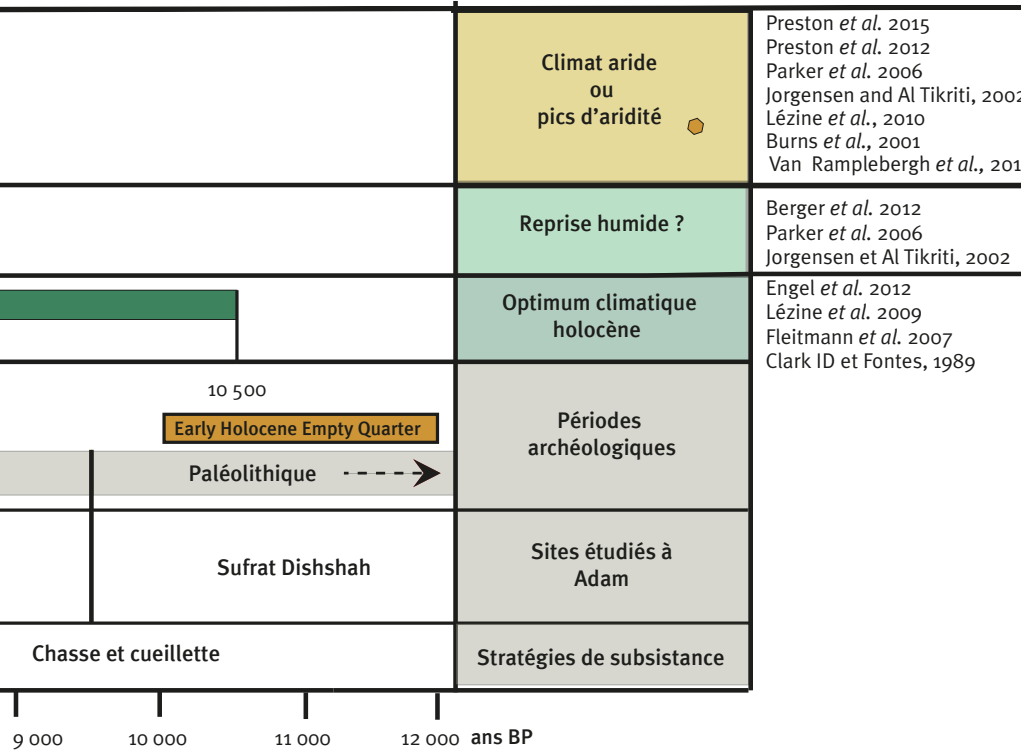 Climat aride
ou
pics d'aridité
Preston et al. 2015
Preston et al. 2012
Parker et al. 2006
Jorgensen and Al Tikriti, 2002
Lézine et al., 2010
Burns et al., 2001
Van Ramplebergh et al., 201
Reprise humide ?
Berger et al. 2012
Parker et al. 2006
Jorgensen et Al Tikriti, 2002
Optimum climatique
holocène
Engel et al. 2012
Lézine et al. 2009
Fleitmann et al. 2007
Clark ID et Fontes, 1989
10 500
Early Holocene Empty Quarter
Paléolithique
Périodes
archéologiques
Sufrat Dishshah
Sites étudiés à
Adam
Chasse et cueillette
Stratégies de subsistance
9 000 10 000 11 000 12 000 ans BP